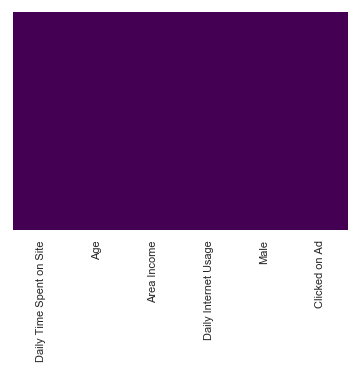 Daily Time Spent on Site
Age
Area Income
Daily Internet Usage
Male
Clicked on Ad